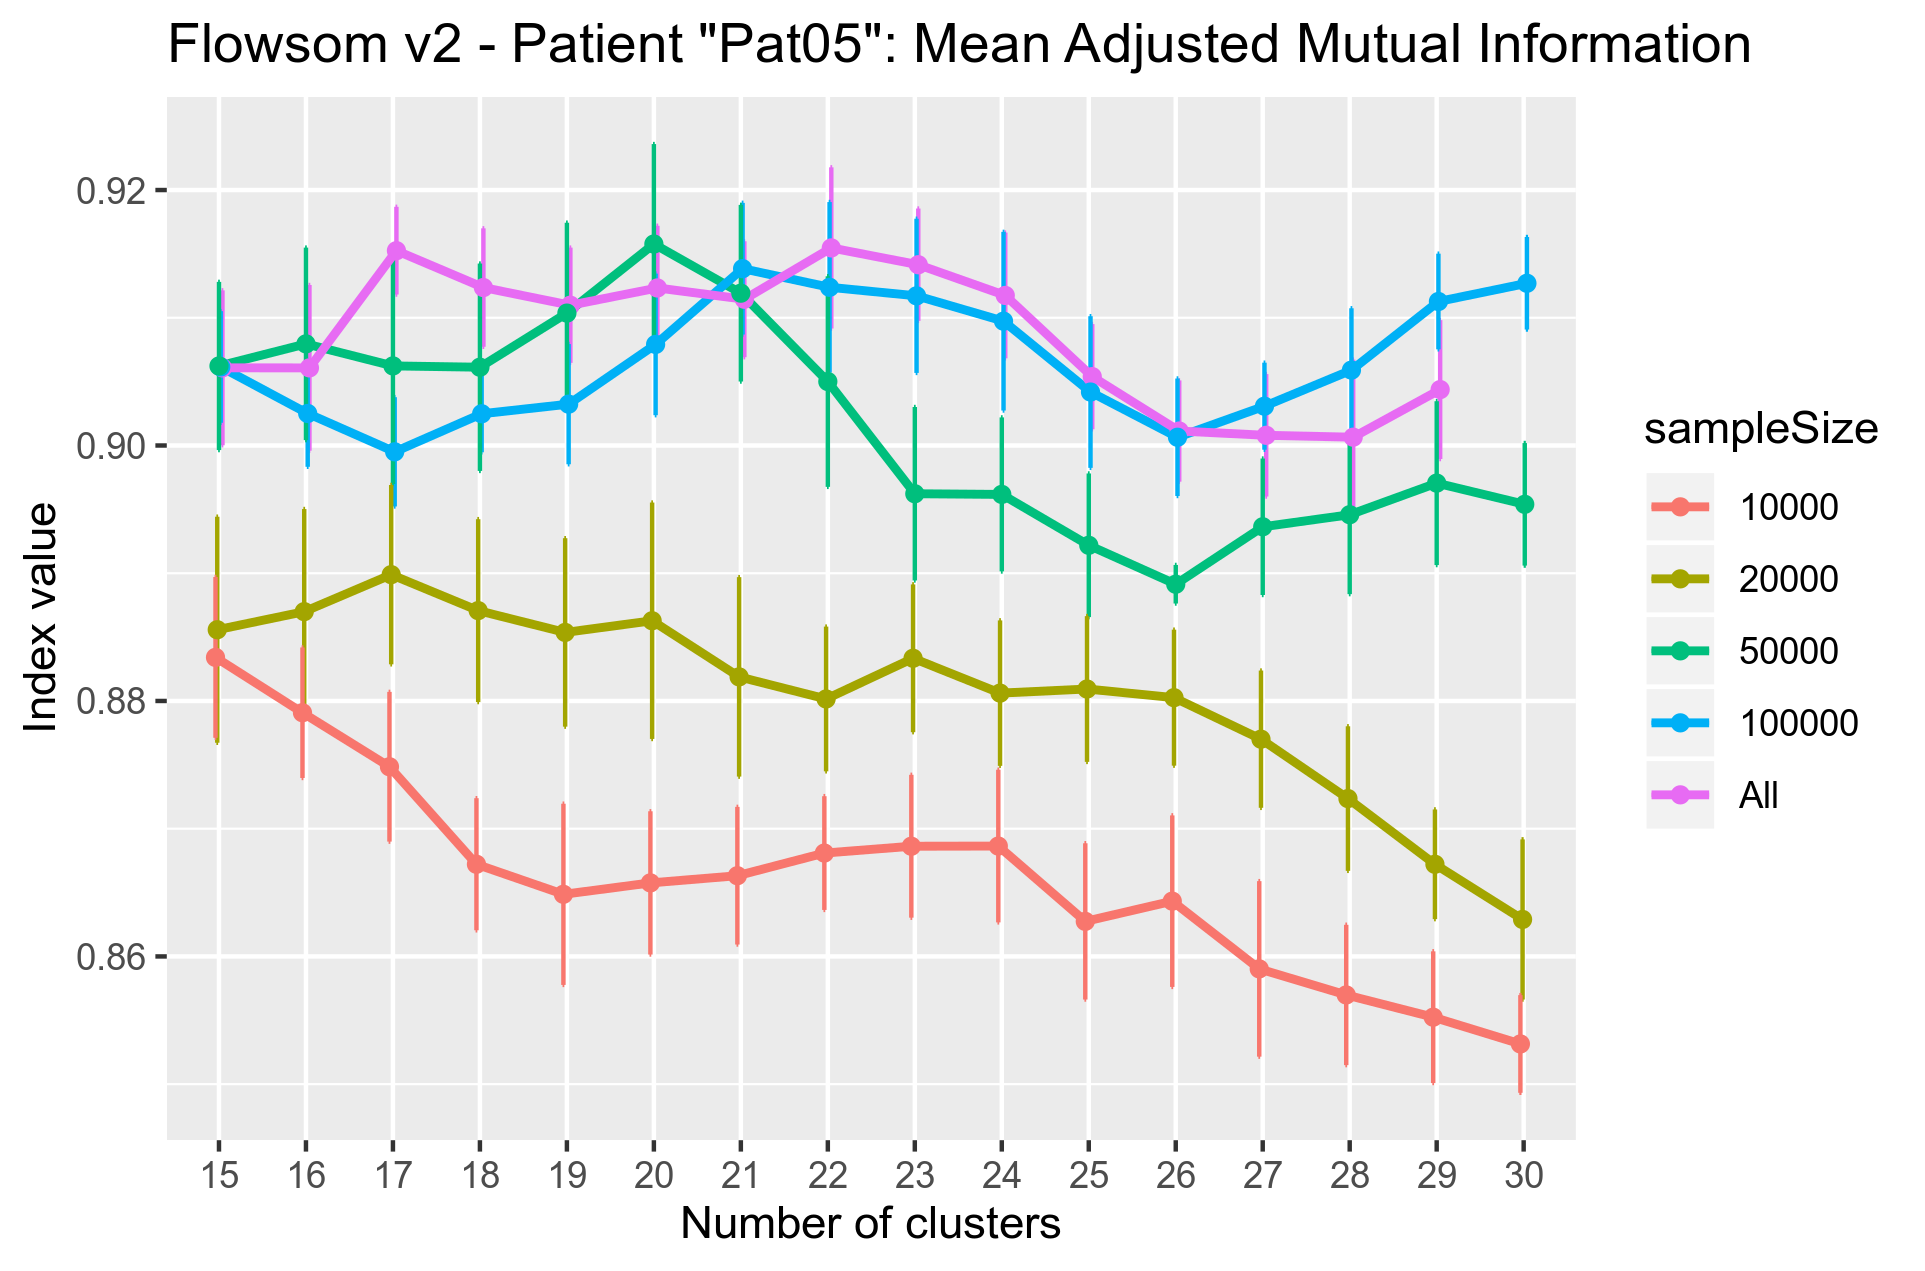 Flowsom v2 - Patient "Pat05": Mean Adjusted Mutual Information
Index value
0.92
0.90
0.88
0.86
15 16 17 18 19 20 21 22 23 24 25 26 27 28 29 30
Number of clusters
sampleSize
10000
20000
50000
100000
All